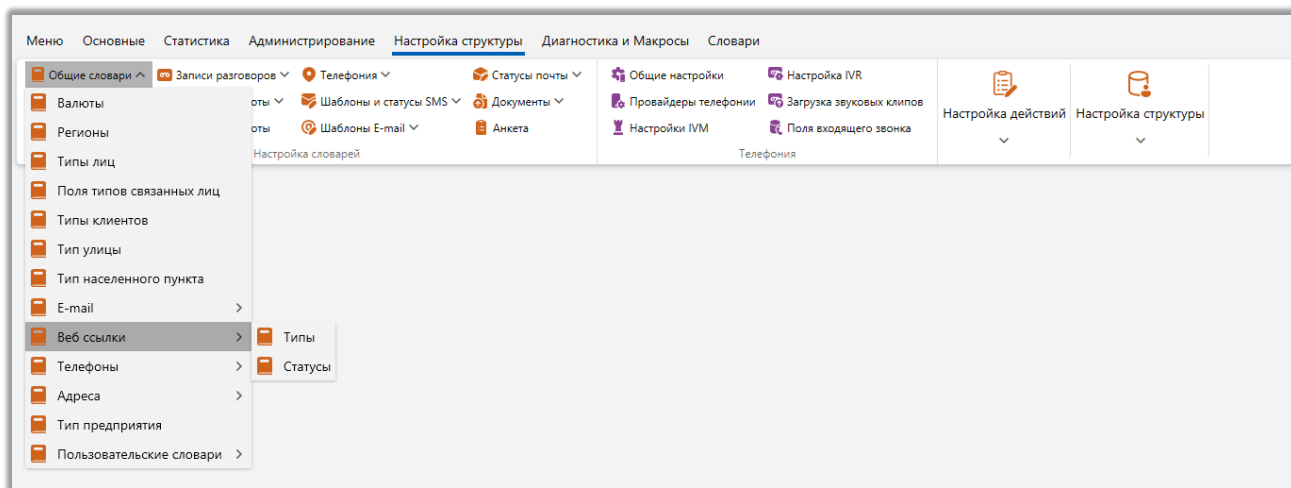 Меню Основные Статистика Администрирование Настройка структуры Диагностика и Макросы Словари
Общие словари Записи разговоров Телефония Статусы почты Общие настройки Настройка IVR
Валюты Шаблоны и статусы SMS Документы Провайдеры телефонии Загрузка звуковых клипов
Настройка действий Настройка структуры
Регионы Шаблоны E-mail Анкета Настройки IVM Поля входящего звонка
Настройка словарей Телефония
Типы лиц
Поля типов связанных лиц
Типы клиентов
Тип улицы
Тип населенного пункта
E-mail
Веб ссылки Типы
Телефоны Статусы
Адреса
Тип предприятия
Пользовательские словари